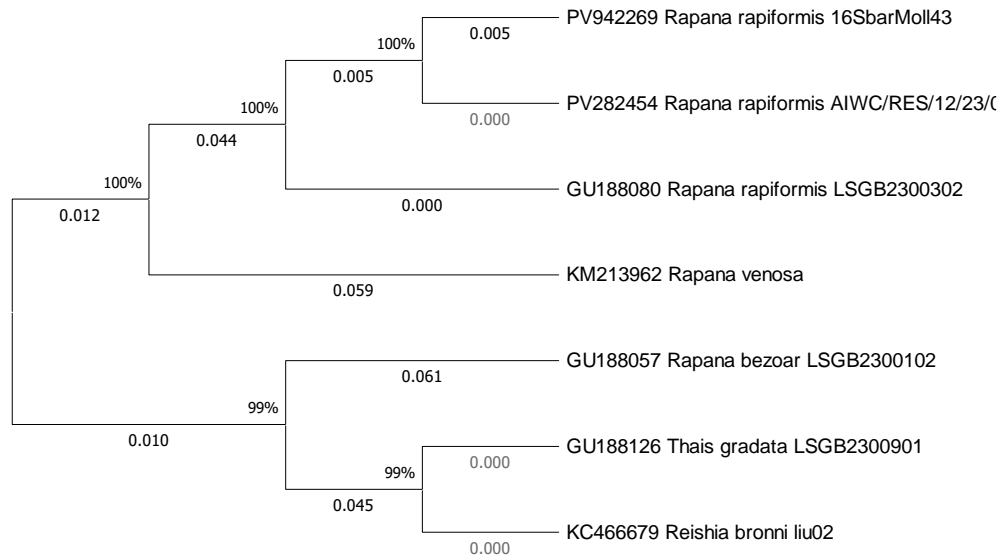 PV942269 Rapana rapiformis 16SbarMoll43
100%
0.005
0.005
PV282454 Rapana rapiformis AIWC/RES/12/23/
100%
0.000
0.044
100%
GU188080 Rapana rapiformis LSGB2300302
0.000
0.012
KM213962 Rapana venosa
0.059
GU188057 Rapana bezoar LSGB2300102
0.061
99%
0.010
GU188126 Thais gradata LSGB2300901
0.000
99%
0.045
KC466679 Reishia bronni liu02
0.000